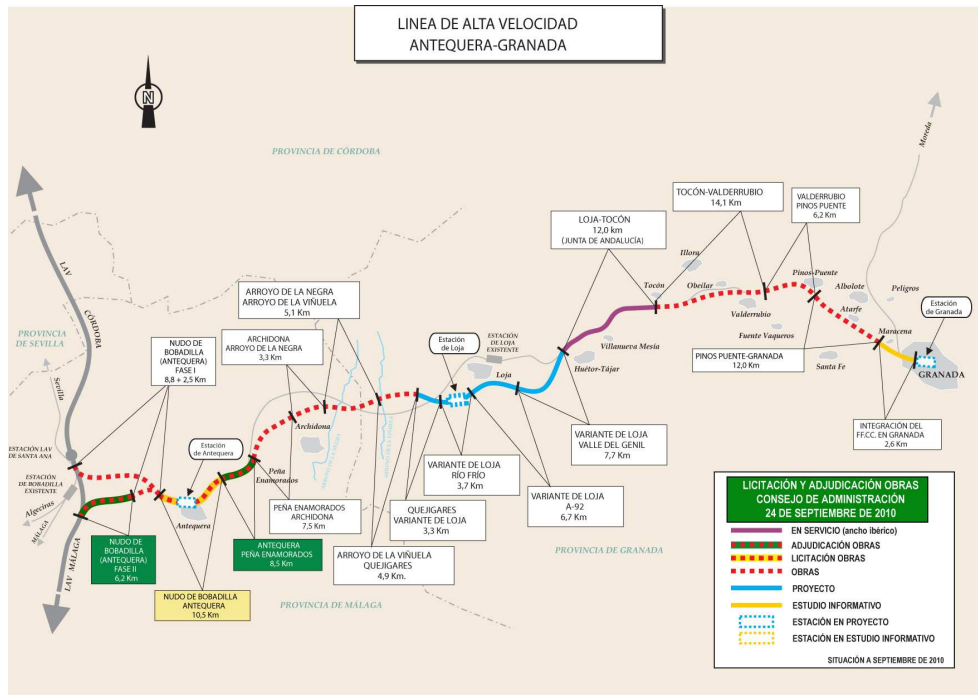 LINEA DE ALTA VELOCIDAD
ANTEQUERA-GRANADA
N
PROVINCIA DE CÓRDOBA
Moreda
LAV
CÓRDOBA
PROVINCIA
DE SEVILLA
Sevilla
TOCÓN-VALDERRUBIO
14,1 Km
VALDERRUBIO
PINOS PUENTE
6,2 Km
LOJA-TOCÓN
12,0 km
(JUNTA DE ANDALUCÍA)
ARROYO DE LA NEGRA
ARROYO DE LA VIÑUELA
5,1 Km
ARCHIDONA
ARROYO DE LA NEGRA
3,3 Km
NUDO DE
BOBADILLA
(ANTEQUERA)
FASE I
8,8 + 2,5 Km
Estación
de Loja
ESTACIÓN
DE LOJA
EXISTENTE
Illora
Tocón
Obeilar
Pinos-Puente
Albolote
Peligros
Valderrubio
Atarfe
Estación
de Granada
Fuente Vaqueros
Maracena
Villanueva Mesia
Huétor-Tájar
Loja
PINOS PUENTE-GRANADA
12,0 Km
Santa Fe
GRANADA
Archidona
Peña
Enamorados
Estación
de Antequera
ESTACIÓN LAV
DE SANTA ANA
ESTACIÓN
DE BOBADILLA
EXISTENTE
Algeciras
MÁLAGA
LAV MÁLAGA
Antequera
INTEGRACIÓN DEL
FF.CC. EN GRANADA
2,6 Km
VARIANTE DE LOJA
VALLE DEL GENIL
7,7 Km
VARIANTE DE LOJA
RÍO FRÍO
3,7 Km
VARIANTE DE LOJA
A-92
6,7 Km
PEÑA ENAMORADOS
ARCHIDONA
7,5 Km
QUEJIGARES
VARIANTE DE LOJA
3,3 Km
ARROYO DE LA VIÑUELA
QUEJIGARES
4,9 Km.
NUDO DE
BOBADILLA
(ANTEQUERA)
FASE II
6,2 Km
ANTEQUERA
PEÑA ENAMORADOS
8,5 Km
NUDO DE BOBADILLA
ANTEQUERA
10,5 Km
PROVINCIA DE MÁLAGA
PROVINCIA DE GRANADA
LICITACIÓN Y ADJUDICACIÓN OBRAS
CONSEJO DE ADMINISTRACIÓN
24 DE SEPTIEMBRE DE 2010
EN SERVICIO (ancho ibérico)
ADJUDICACIÓN OBRAS
LICITACIÓN OBRAS
OBRAS
PROYECTO
ESTUDIO INFORMATIVO
ESTACIÓN EN PROYECTO
ESTACIÓN EN ESTUDIO INFORMATIVO
SITUACIÓN A SEPTIEMBRE DE 2010